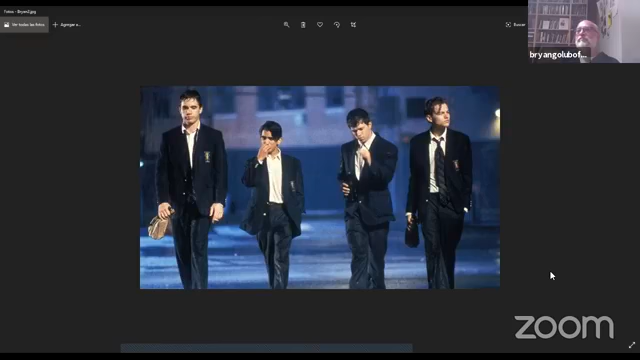 Fotos - Bryan2.jpg
Ver todas las fotos
Agregar a...
Buscar
bryangolubof...
zoom